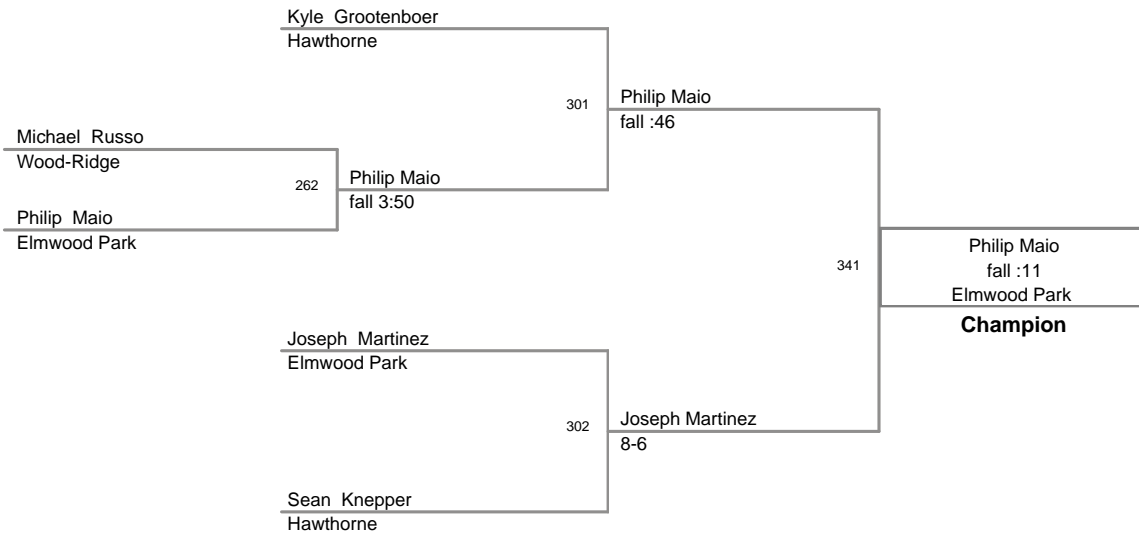 Kyle Grootenboer
Hawthorne
301
Philip Maio
fall :46
Michael Russo
Wood-Ridge
262
Philip Maio
fall 3:50
Philip Maio
Elmwood Park
341
Philip Maio
fall :11
Elmwood Park
Champion
Joseph Martinez
Elmwood Park
302
Joseph Martinez
8-6
Sean Knepper
Hawthorne